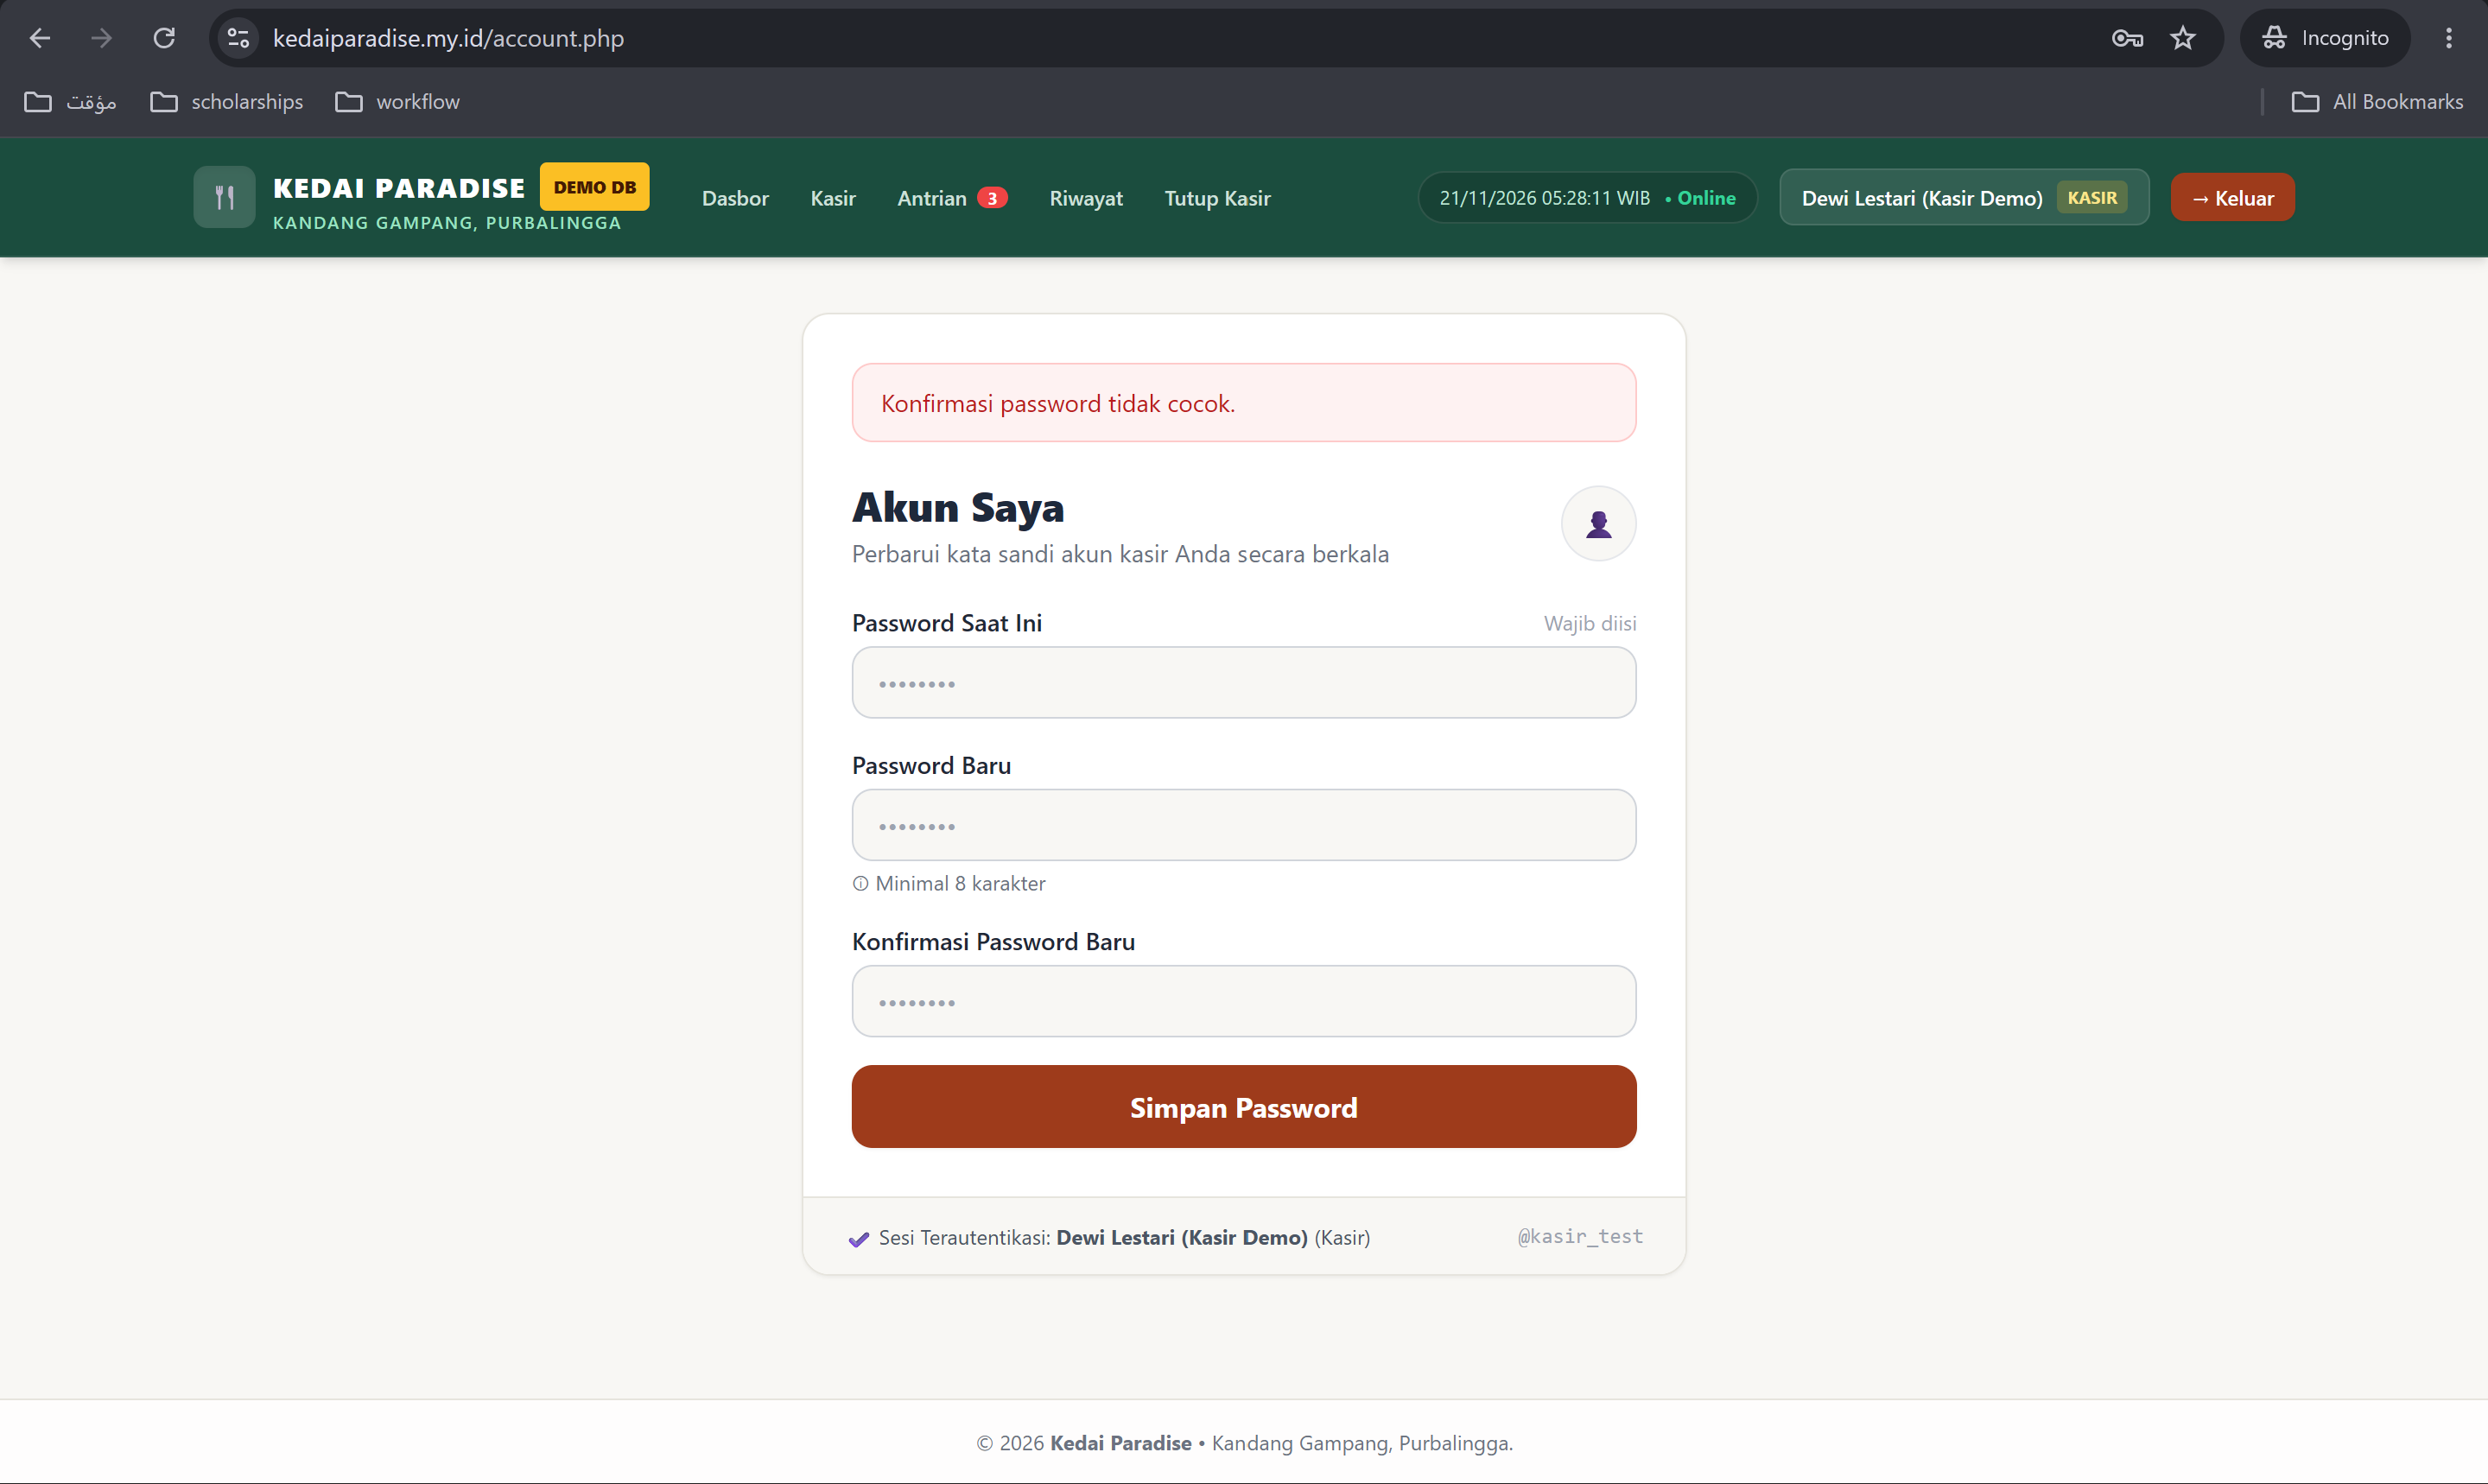 kedaiparadise.my.id/account.php
Incognito
مؤقت
scholarships
workflow
All Bookmarks
KEDAI PARADISE
DEMO DB
KANDANG GAMPANG, PURBALINGGA
Dasbor
Kasir
Antrian 3
Riwayat
Tutup Kasir
21/11/2026 05:28:11 WIB • Online
Dewi Lestari (Kasir Demo) KASIR
→ Keluar
Konfirmasi password tidak cocok.
Akun Saya
Perbarui kata sandi akun kasir Anda secara berkala
Password Saat Ini
Wajib diisi
••••••••
Password Baru
••••••••
Minimal 8 karakter
Konfirmasi Password Baru
••••••••
Simpan Password
Sesi Terautentikasi: Dewi Lestari (Kasir Demo) (Kasir)
@kasir_test
© 2026 Kedai Paradise • Kandang Gampang, Purbalingga.